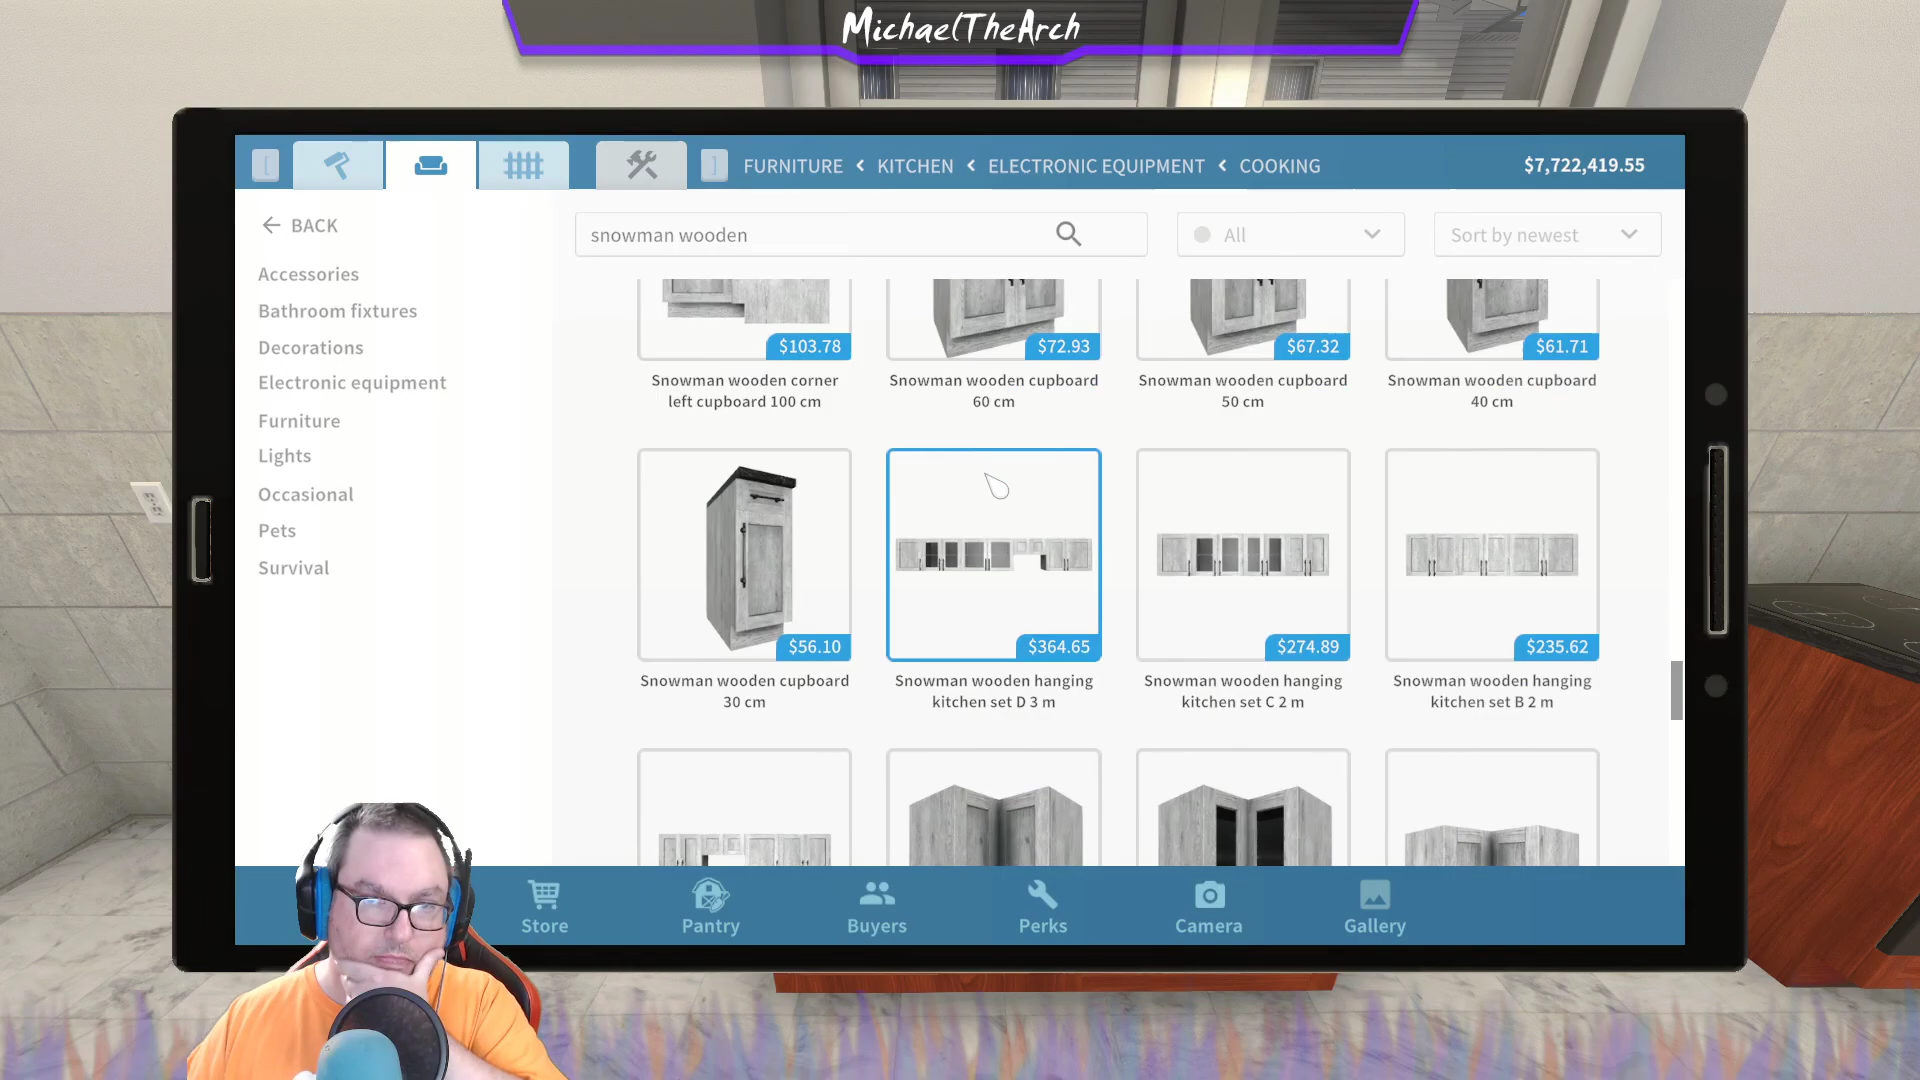 MichaelTheArch
[
]
FURNITURE < KITCHEN < ELECTRONIC EQUIPMENT < COOKING
$7,722,419.55
BACK
snowman wooden
All
Sort by newest
Accessories
Bathroom fixtures
Decorations
Electronic equipment
Furniture
Lights
Occasional
Pets
Survival
$103.78
$72.93
$67.32
$61.71
Snowman wooden corner
left cupboard 100 cm
Snowman wooden cupboard
60 cm
Snowman wooden cupboard
50 cm
Snowman wooden cupboard
40 cm
$56.10
$364.65
$274.89
$235.62
Snowman wooden cupboard
30 cm
Snowman wooden hanging
kitchen set D 3 m
Snowman wooden hanging
kitchen set C 2 m
Snowman wooden hanging
kitchen set B 2 m
Store
Pantry
Buyers
Perks
Camera
Gallery